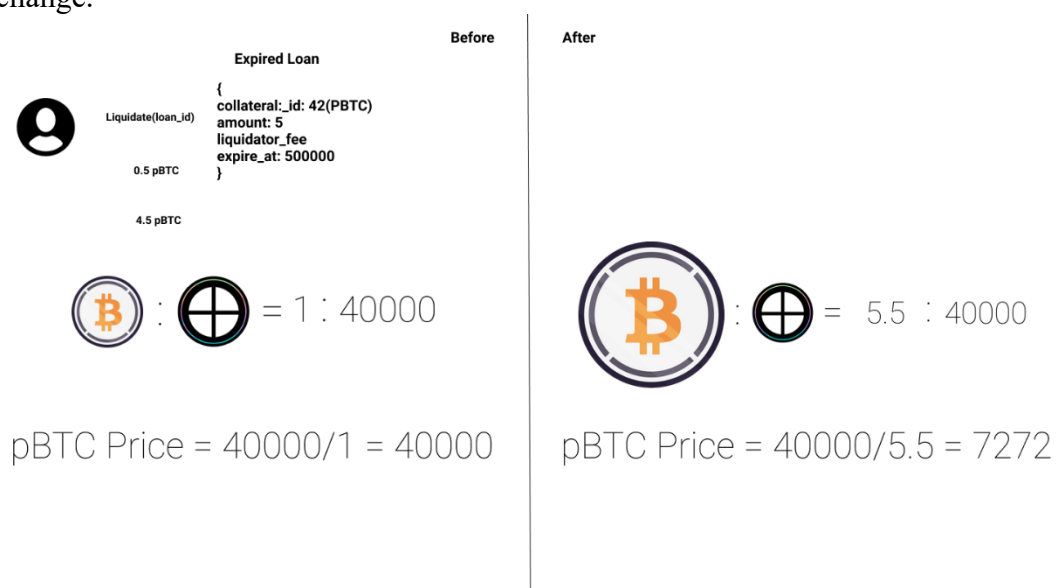 change.
Before
After
Expired Loan
{
collateral:_id: 42(PBTC)
amount: 5
liquidator_fee
expire_at: 500000
}
Liquidate(loan_id)
0.5 pBTC
4.5 pBTC
: = 1 : 40000
pBTC Price = 40000/1 = 40000
: = 5.5 : 40000
pBTC Price = 40000/5.5 = 7272